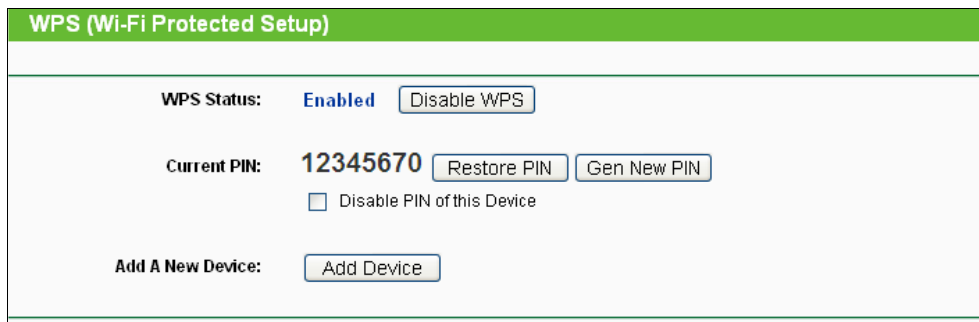 WPS (Wi-Fi Protected Setup)
WPS Status: Enabled Disable WPS
Current PIN: 12345670 Restore PIN Gen New PIN
Disable PIN of this Device
Add A New Device: Add Device